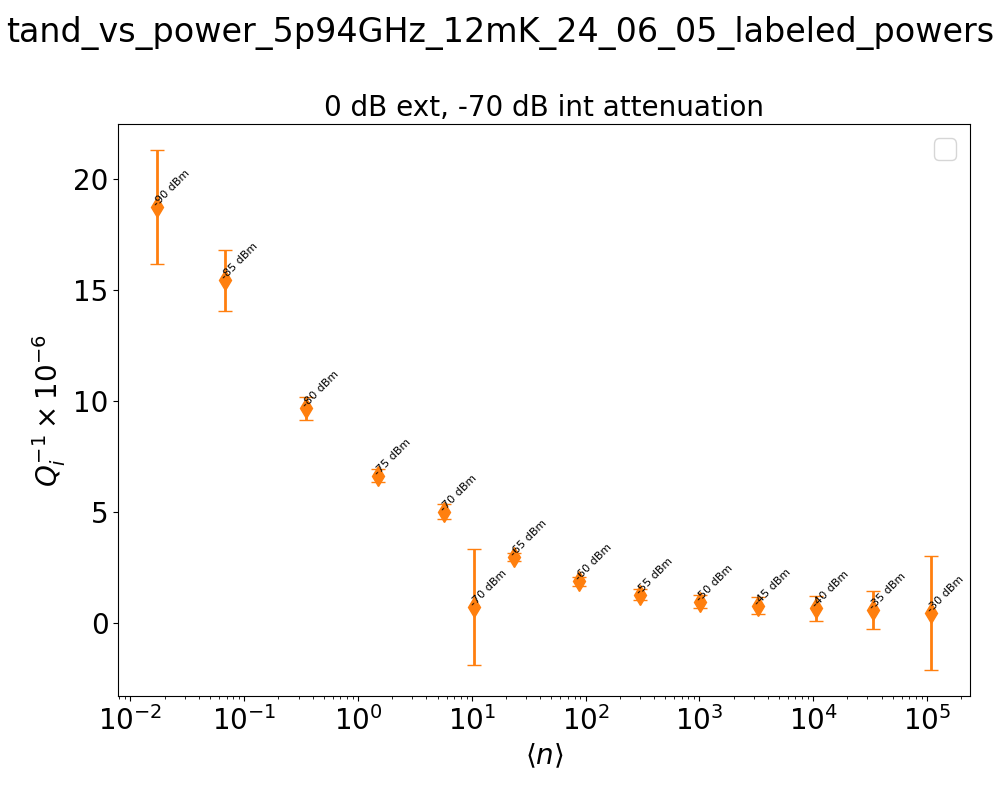 tand_vs_power_5p94GHz_12mK_24_06_05_labeled_powers
0 dB ext, -70 dB int attenuation
20
15
10
5
0
$Q_i^{-1} \times 10^{-6}$
-90 dBm
-85 dBm
-80 dBm
-75 dBm
-70 dBm
-70 dBm
-65 dBm
-60 dBm
-55 dBm
-50 dBm
-45 dBm
-40 dBm
-35 dBm
-30 dBm
$10^{-2}$ $10^{-1}$ $10^{0}$ $10^{1}$ $10^{2}$ $10^{3}$ $10^{4}$ $10^{5}$
⟨n⟩